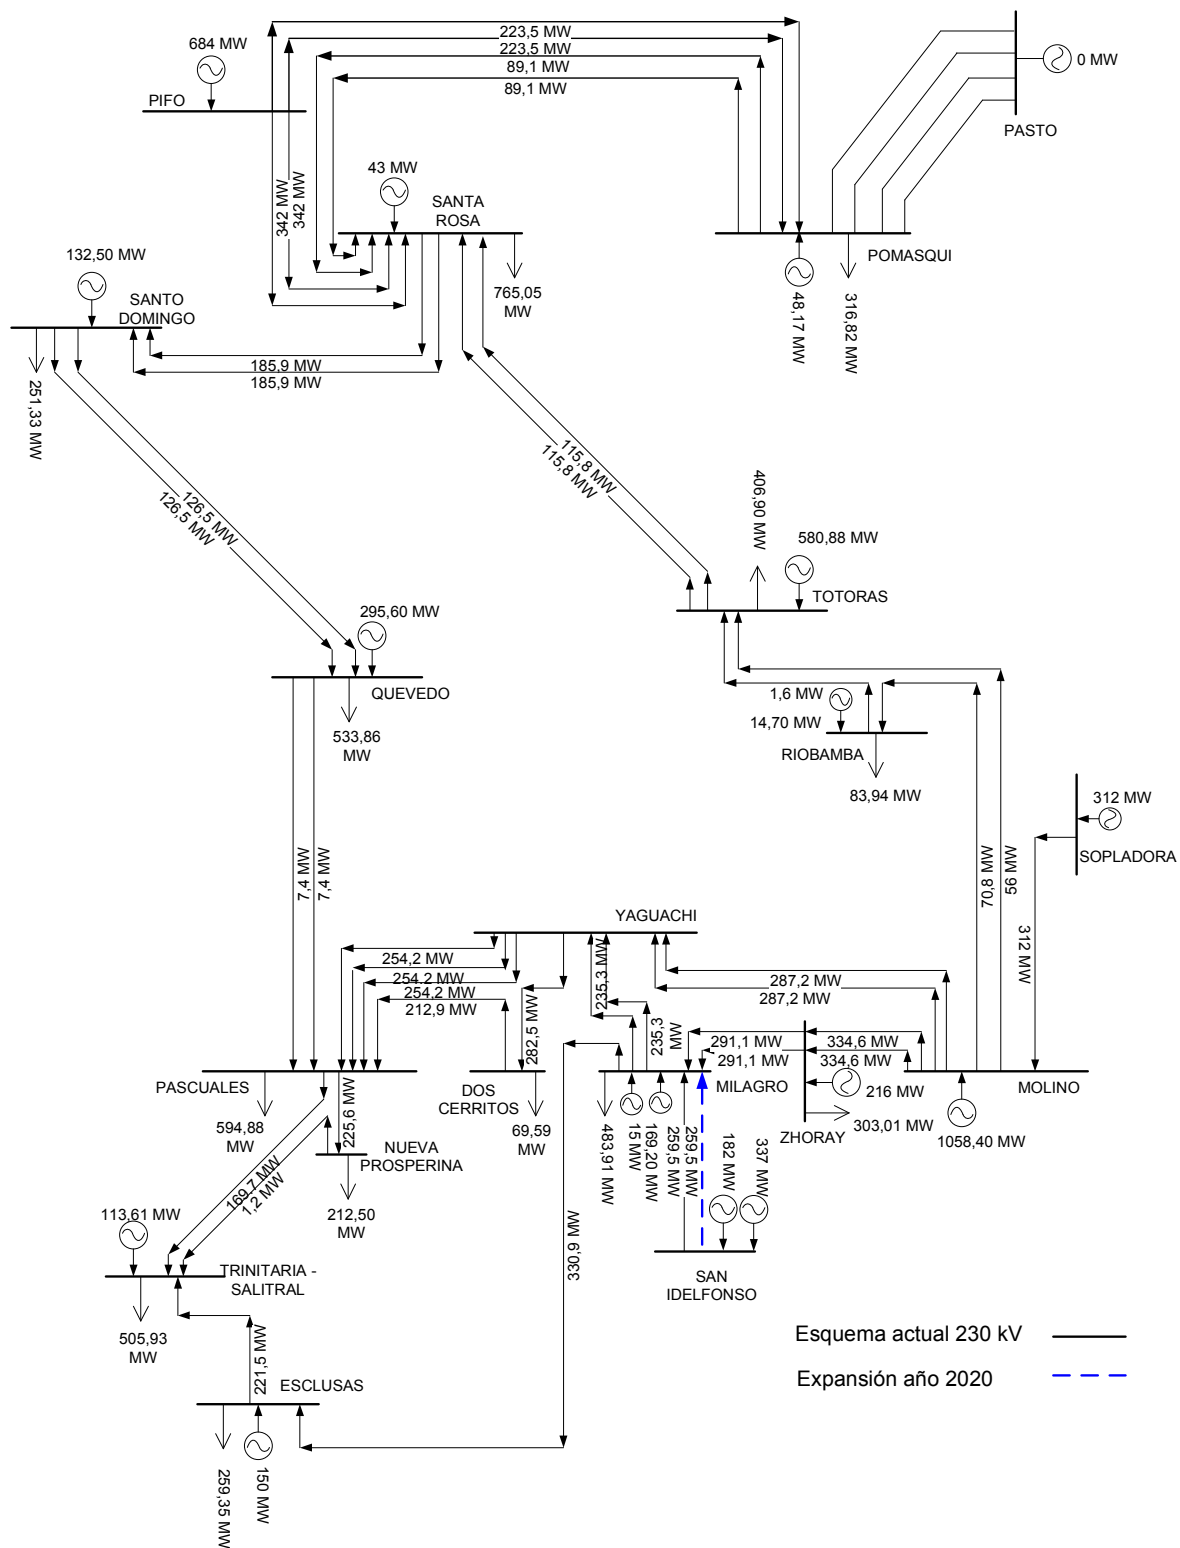 684 MW
PIFO
223,5 MW
223,5 MW
89,1 MW
89,1 MW
0 MW
PASTO
342 MW
342 MW
43 MW
SANTA
ROSA
765,05
MW
POMASQUI
48,17 MW
316,82 MW
132,50 MW
SANTO
DOMINGO
185,9 MW
185,9 MW
251,33 MW
126,5 MW
126,5 MW
115,8 MW
115,8 MW
406,90 MW
580,88 MW
TOTORAS
295,60 MW
QUEVEDO
533,86
MW
1,6 MW
14,70 MW
RIOBAMBA
83,94 MW
312 MW
SOPLADORA
312 MW
70,8 MW
56 MW
7,4 MW
7,4 MW
YAGUACHI
254,2 MW
254.2 MW
254,2 MW
212,9 MW
282,5 MW
235,3 MW
235,3
MW
287,2 MW
287,2 MW
291,1 MW
291,1 MW
334,6 MW
334,6 MW
PASCUALES
594,88
MW
225,6 MW
DOS
CERRITOS
69,59
MW
MILAGRO
483,91 MW
15 MW
169,20 MW
259,5 MW
259,5 MW
ZHORAY
216 MW
303,01 MW
MOLINO
1058,40 MW
NUEVA
PROSPERINA
212,50
MW
169,7 MW
1,2 MW
182 MW
337 MW
SAN
IDELFONSO
113,61 MW
TRINITARIA -
SALITRAL
505,93
MW
330,9 MW
221,5 MW
ESCLUSAS
259,35 MW
150 MW
Esquema actual 230 kV
Expansión año 2020